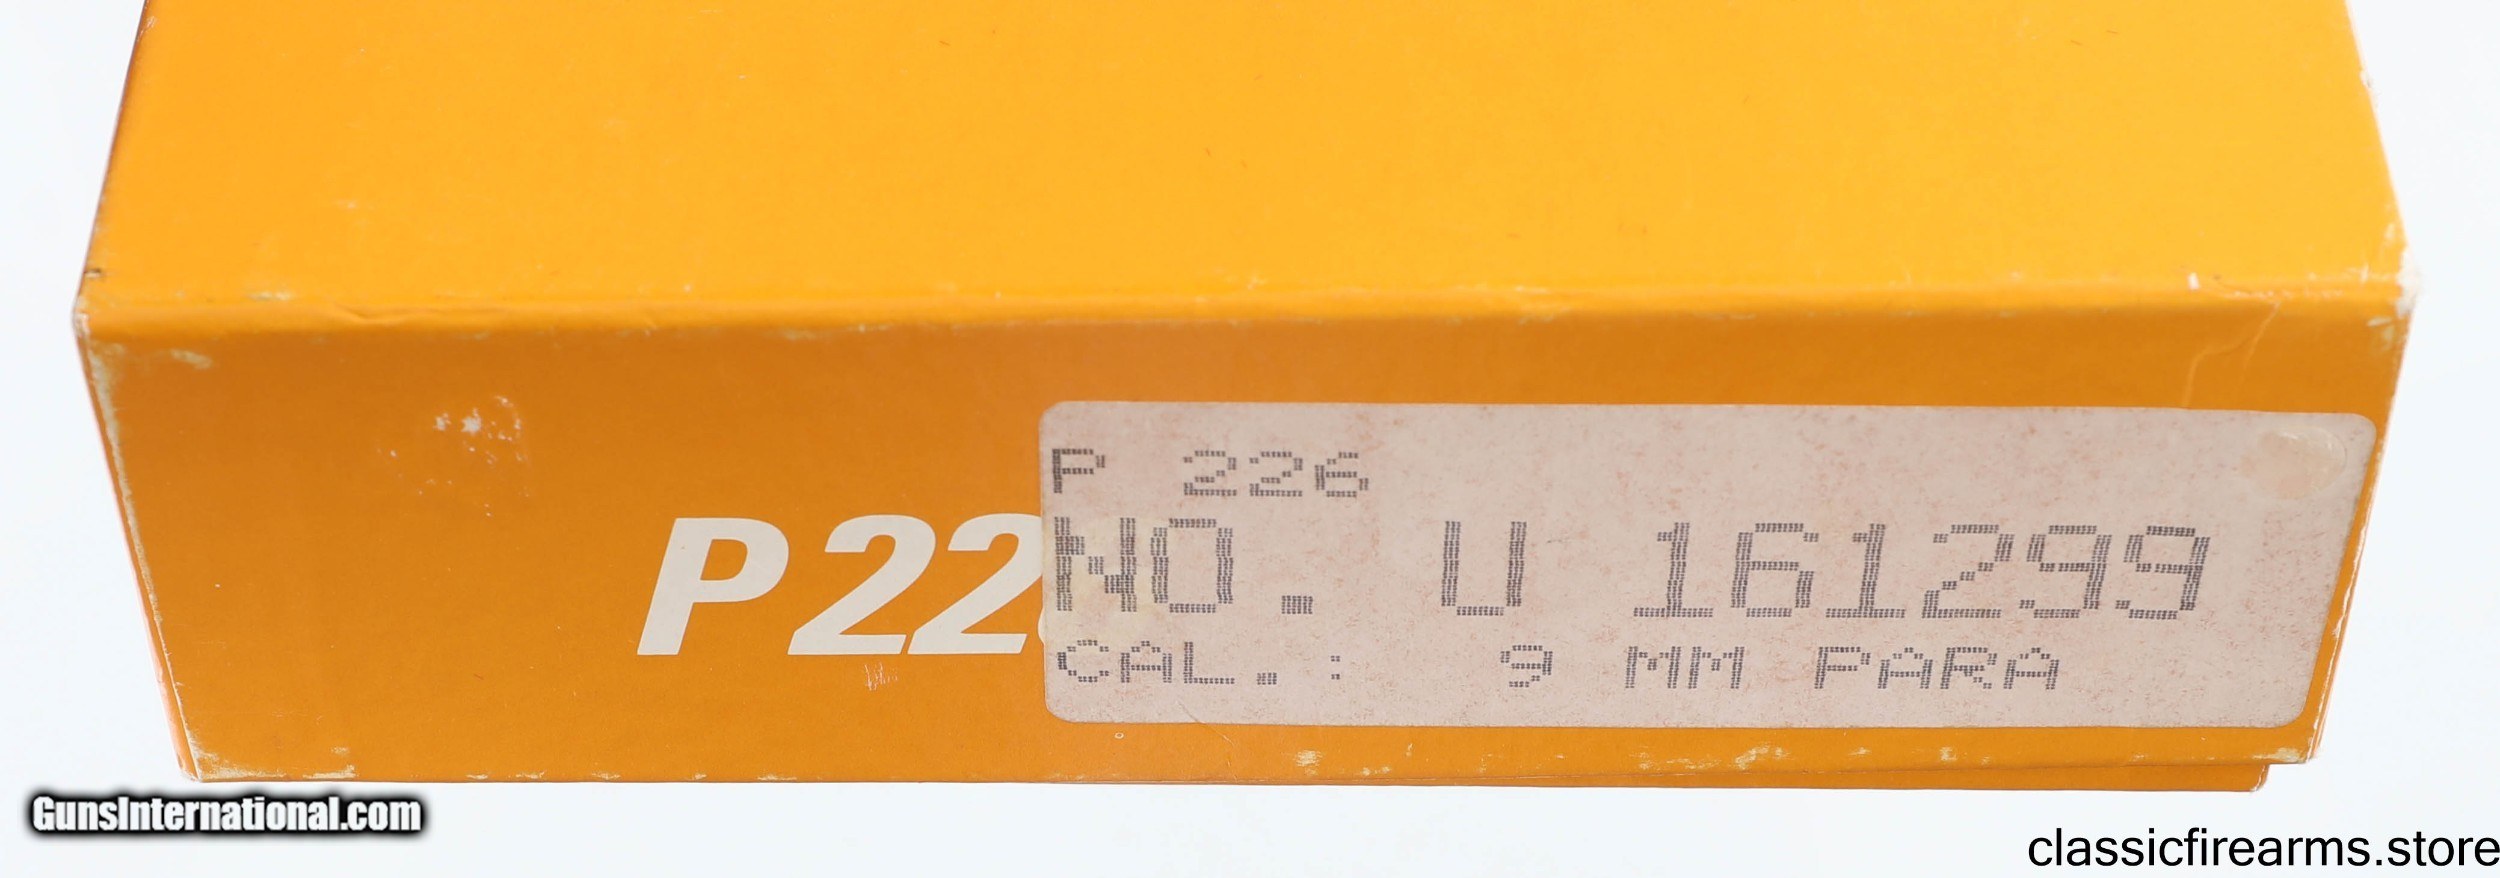 P 226
NO. U 161299
CAL.: 9 MM PARA
P 22
GunsInternational.com
classicfirearms.store